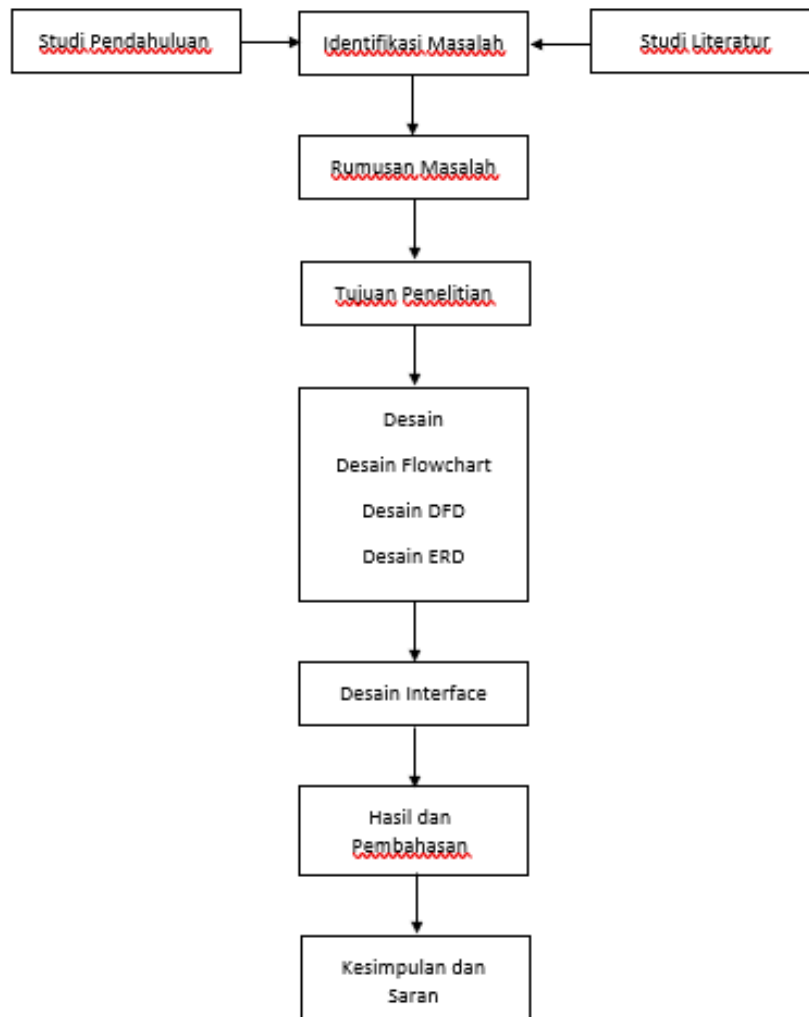 Studi Pendahuluan
Identifikasi Masalah
Studi Literatur
Rumusan Masalah
Tujuan Penelitian
Desain
Desain Flowchart
Desain DFD
Desain ERD
Desain Interface
Hasil dan
Pembahasan
Kesimpulan dan
Saran